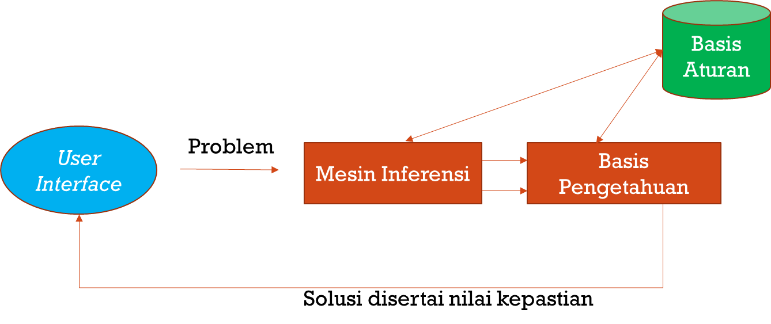 Basis
Aturan
Problem
User
Interface
Mesin Inferensi
Basis
Pengetahuan
Solusi disertai nilai kepastian